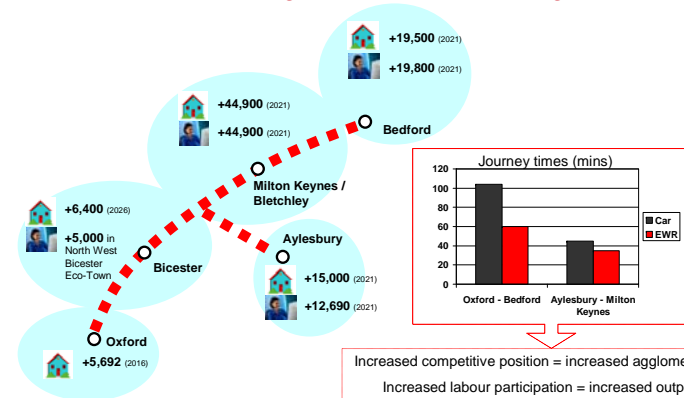 +19,500 (2021)
+19,800 (2021)
Bedford
+44,900 (2021)
+44,900 (2021)
Milton Keynes /
Bletchley
+6,400 (2026)
+5,000 in
North West
Bicester
Eco-Town
Bicester
Aylesbury
+15,000 (2021)
+12,690 (2021)
Oxford
+5,692 (2016)
Journey times (mins)
120
100
80
60
40
20
0
Oxford - Bedford
Aylesbury - Milton
Keynes
Car
EWR
Increased competitive position = increased agglome
Increased labour participation = increased outp